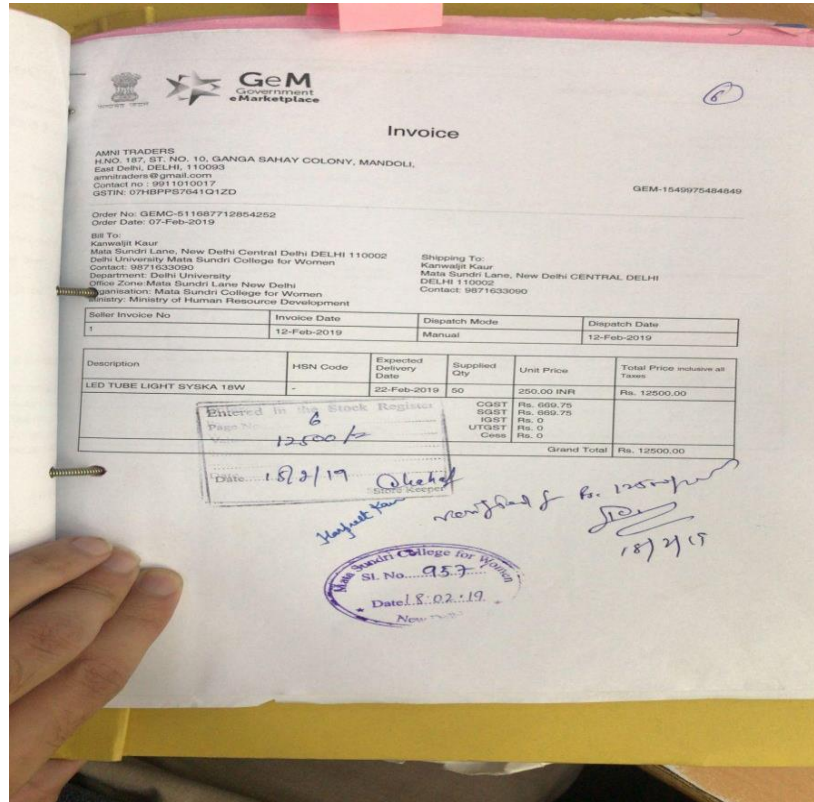 GeM
Government
eMarketplace
6
Invoice
AMNI TRADERS
H.NO. 187, ST. NO. 10, GANGA SAHAY COLONY, MANDOLI,
East Delhi, DELHI, 110093
amnitraders@gmail.com
Contact no : 9911010017
GSTIN: 07HBPPS7641Q1ZD
GEM-1549975484849
Order No: GEMC-511687712854252
Order Date: 07-Feb-2019
Bill To:
Kanwaljit Kaur
Mata Sundri Lane, New Delhi Central Delhi DELHI 110002
Delhi University Mata Sundri College for Women
Contact: 9871633090
Department: Delhi University
Office Zone:Mata Sundri Lane New Delhi
Organisation: Mata Sundri College for Women
Ministry: Ministry of Human Resource Development
Shipping To:
Kanwaljit Kaur
Mata Sundri Lane, New Delhi CENTRAL DELHI
DELHI 110002
Contact: 9871633090
Seller Invoice No Invoice Date Dispatch Mode Dispatch Date
1 12-Feb-2019 Manual 12-Feb-2019
Description HSN Code Expected Delivery Date Supplied Qty Unit Price Total Price inclusive all Taxes
LED TUBE LIGHT SYSKA 18W - 22-Feb-2019 50 250.00 INR Rs. 12500.00
CGST Rs. 669.75
SGST Rs. 669.75
IGST Rs. 0
UTGST Rs. 0
Cess Rs. 0
Grand Total Rs. 12500.00
Entered In the Stock Register
Page No. 6
12500/-
Date 18/2/19
Store Keeper
Harjeet Kaur
Rs. 12500/-
18/2/19
Mata Sundri College for Women
Sl. No. 957
Date 18.02.19
New Delhi